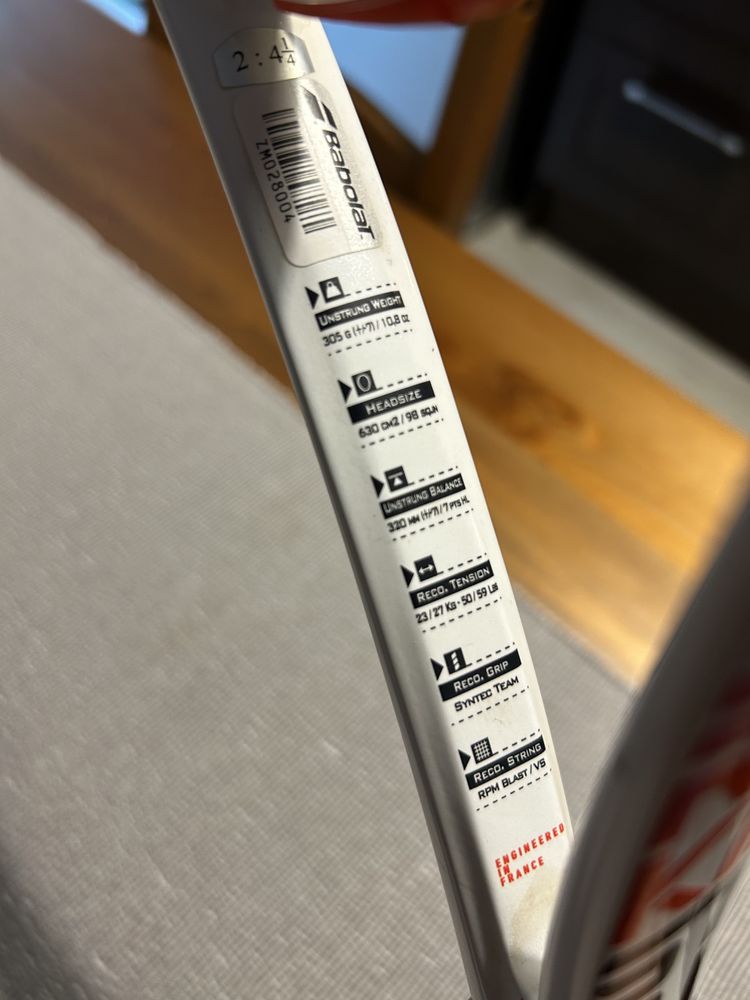 2 : 4 1/4
Babolat
ZM028004
UNSTRUNG WEIGHT
305 G (+/-7) / 10,8 OZ
HEADSIZE
630 CM2 / 98 SQ.IN
UNSTRUNG BALANCE
320 MM (+/-7) / 7 PTS HL
RECO. TENSION
23 / 27 KG - 50 / 59 LBS
RECO. GRIP
SYNTEC TEAM
RECO. STRING
RPM BLAST / VS
ENGINEERED
IN
FRANCE